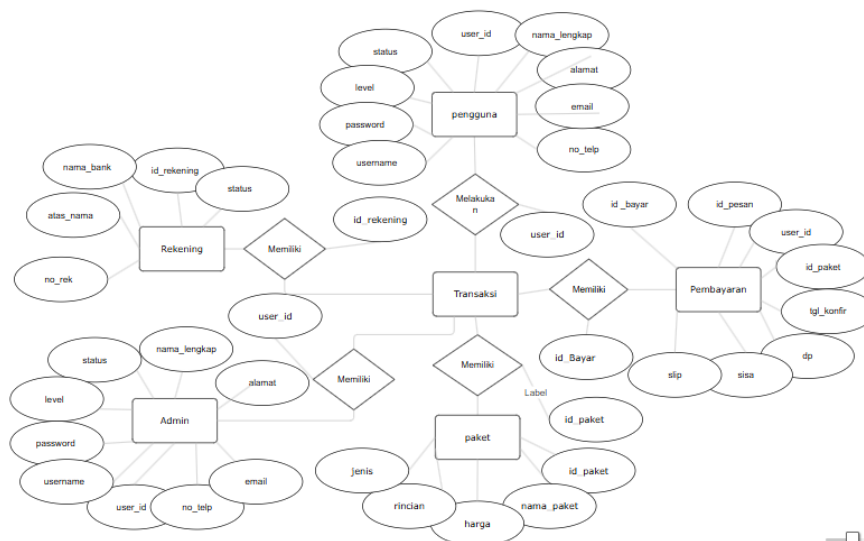 user_id
nama_lengkap
status
alamat
level
email
pengguna
password
no_telp
username
nama_bank
id_rekening
status
atas_nama
id_rekening
Melakuka
n
id_bayar
id_pesan
user_id
user_id
Rekening
Memiliki
id_paket
no_rek
Transaksi
Memiliki
Pembayaran
tgl_konfir
user_id
nama_lengkap
status
id_Bayar
dp
Memiliki
Memiliki
slip
sisa
alamat
level
Label
Admin
id_paket
paket
password
jenis
id_paket
username
email
user_id
no_telp
rincian
nama_paket
harga